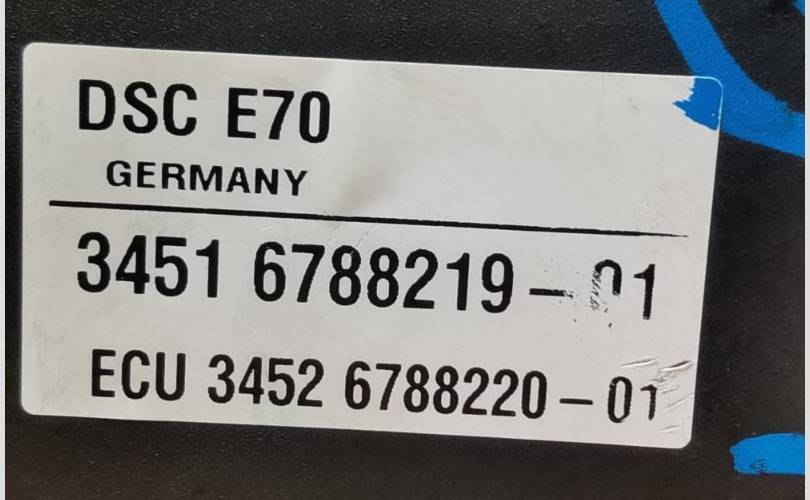 DSC E70
GERMANY
3451 6788219-01
ECU 3452 6788220-01